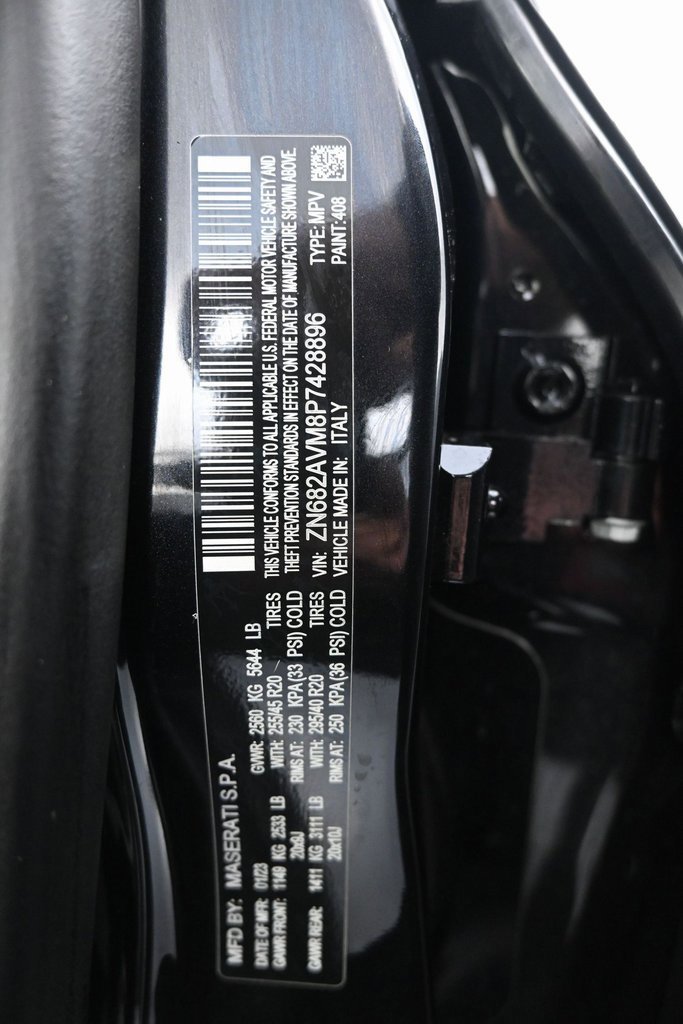 MFD BY: MASERATI S.P.A.
DATE OF MFR: 01/23 GVWR: 2560 KG 5644 LB
GAWR FRONT: 1149 KG 2533 LB WITH: 255/45 R20 TIRES
20x9J RIMS AT: 230 KPA(33 PSI) COLD
GAWR REAR: 1411 KG 3111 LB WITH: 295/40 R20 TIRES
20x10J RIMS AT: 250 KPA(36 PSI) COLD
THIS VEHICLE CONFORMS TO ALL APPLICABLE U.S. FEDERAL MOTOR VEHICLE SAFETY AND
THEFT PREVENTION STANDARDS IN EFFECT ON THE DATE OF MANUFACTURE SHOWN ABOVE.
VIN: ZN682AVM8P7428896 TYPE: MPV
VEHICLE MADE IN: ITALY PAINT: 408